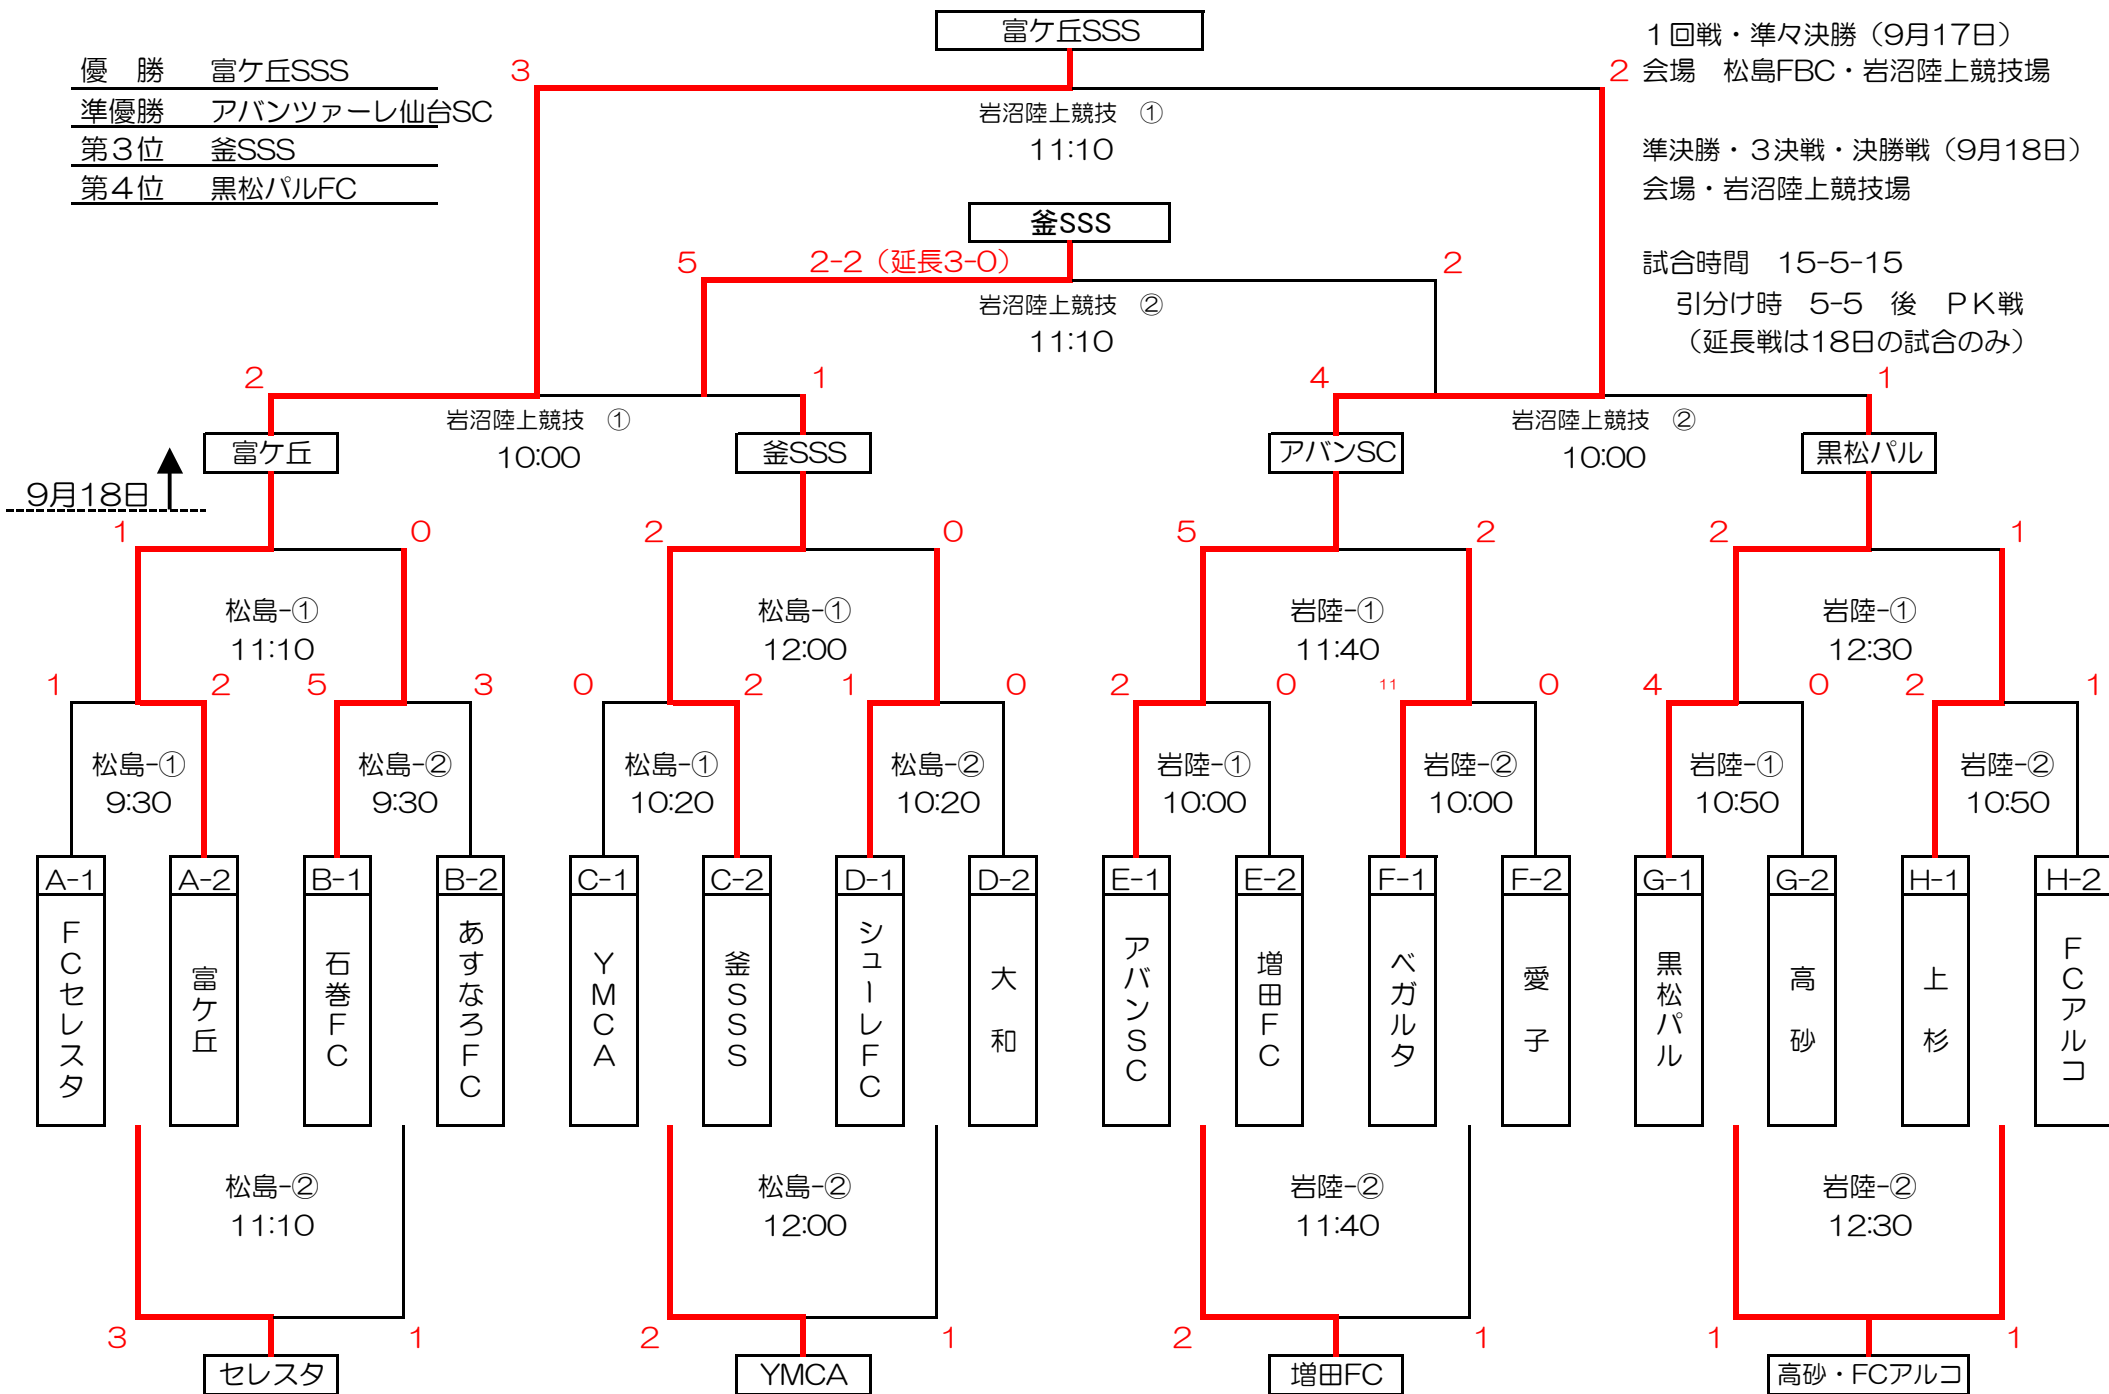 富ケ丘SSS
優　勝　富ケ丘SSS
準優勝　アバンツァーレ仙台SC
第３位　釜SSS
第４位　黒松パルFC
１回戦・準々決勝（9月17日）
会場　松島FBC・岩沼陸上競技場
準決勝・３決戦・決勝戦（9月18日）
会場・岩沼陸上競技場
試合時間　15-5-15
引分け時　5-5　後　ＰＫ戦
（延長戦は18日の試合のみ）
3　2
岩沼陸上競技　①
11:10
釜SSS
5　2-2（延長3-0）　2
岩沼陸上競技　②
11:10
2　1　4　1
岩沼陸上競技　①　岩沼陸上競技　②
10:00　10:00
富ケ丘　釜SSS　アバンSC　黒松パル
9月18日
1　0　2　0　5　2　2　1
松島-①　松島-①　岩陸-①　岩陸-①
11:10　12:00　11:40　12:30
1　2　5　3　0　2　1　0　2　0　11　0　4　0　2　1
松島-①　松島-②　松島-①　松島-②　岩陸-①　岩陸-②　岩陸-①　岩陸-②
9:30　9:30　10:20　10:20　10:00　10:00　10:50　10:50
A-1　A-2　B-1　B-2　C-1　C-2　D-1　D-2　E-1　E-2　F-1　F-2　G-1　G-2　H-1　H-2
ＦＣセレスタ
富ケ丘
石巻ＦＣ
あすなろＦＣ
ＹＭＣＡ
釜ＳＳＳ
シューレＦＣ
大和
アバンＳＣ
増田ＦＣ
ベガルタ
愛子
黒松パル
高砂
上杉
ＦＣアルコ
松島-②　松島-②　岩陸-②　岩陸-②
11:10　12:00　11:40　12:30
3　1　2　1　2　1　1　1
セレスタ　YMCA　増田FC　高砂・FCアルコ